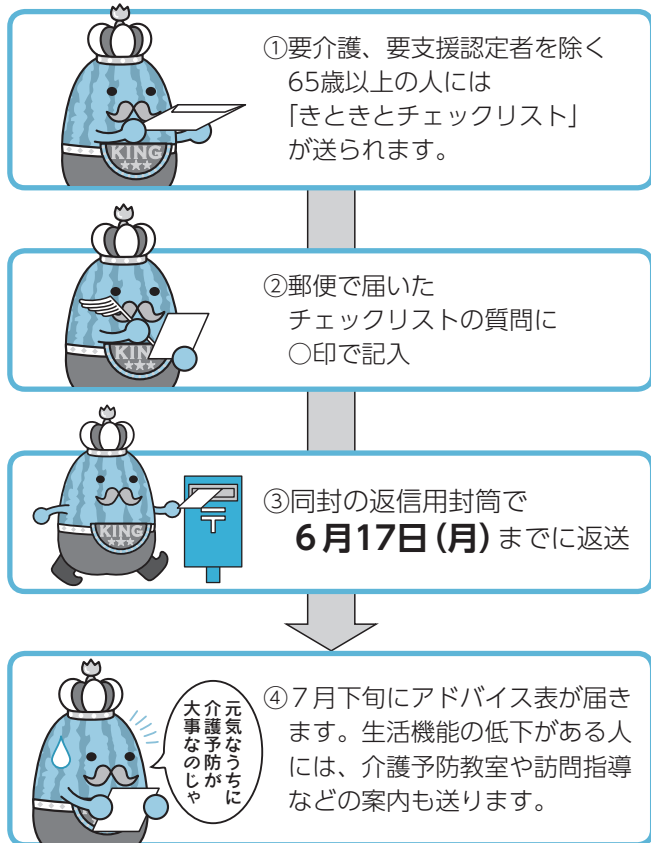 KING
①要介護、要支援認定者を除く
65歳以上の人には
「きときとチェックリスト」
が送られます。
KIN
②郵便で届いた
チェックリストの質問に
○印で記入
KING
〒
③同封の返信用封筒で
6月17日(月)までに返送
元気なうちに
介護予防が
大事なのじゃ
④7月下旬にアドバイス表が届き
ます。生活機能の低下がある人
には、介護予防教室や訪問指導
などの案内も送ります。